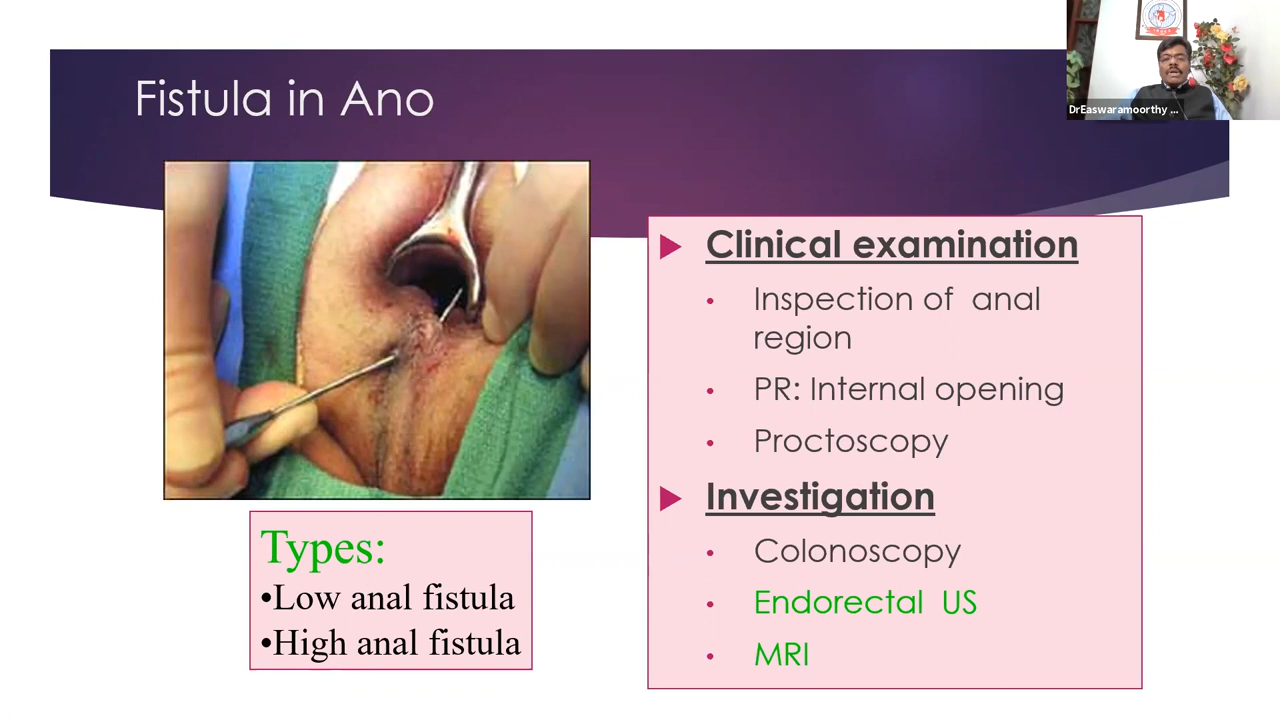 Fistula in Ano
DrEaswaramoorthy ...
Types:
•Low anal fistula
•High anal fistula
Clinical examination
• Inspection of anal
region
• PR: Internal opening
• Proctoscopy
Investigation
• Colonoscopy
• Endorectal US
• MRI